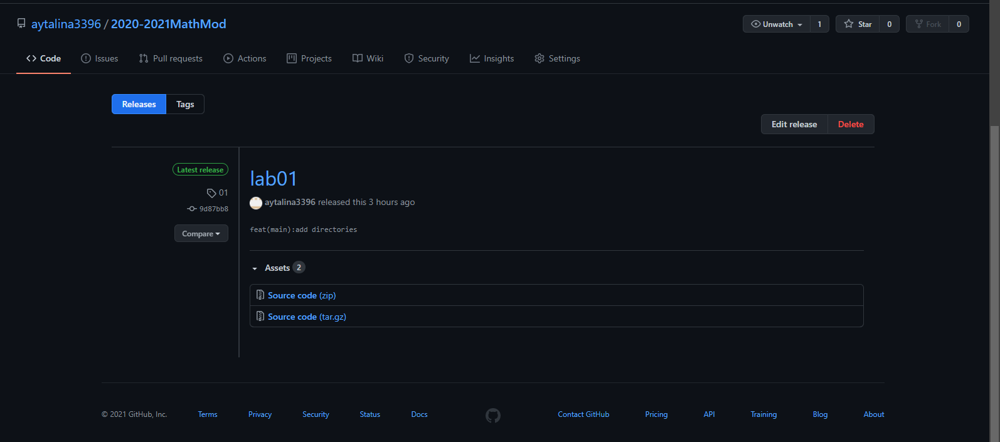 aytalina3396 / 2020-2021MathMod
Unwatch 1 Star 0 Fork 0
Code Issues Pull requests Actions Projects Wiki Security Insights Settings
Releases Tags
Edit release Delete
Latest release
01
9d87bb8
Compare
lab01
aytalina3396 released this 3 hours ago
feat(main):add directories
Assets 2
Source code (zip)
Source code (tar.gz)
© 2021 GitHub, Inc. Terms Privacy Security Status Docs Contact GitHub Pricing API Training Blog About